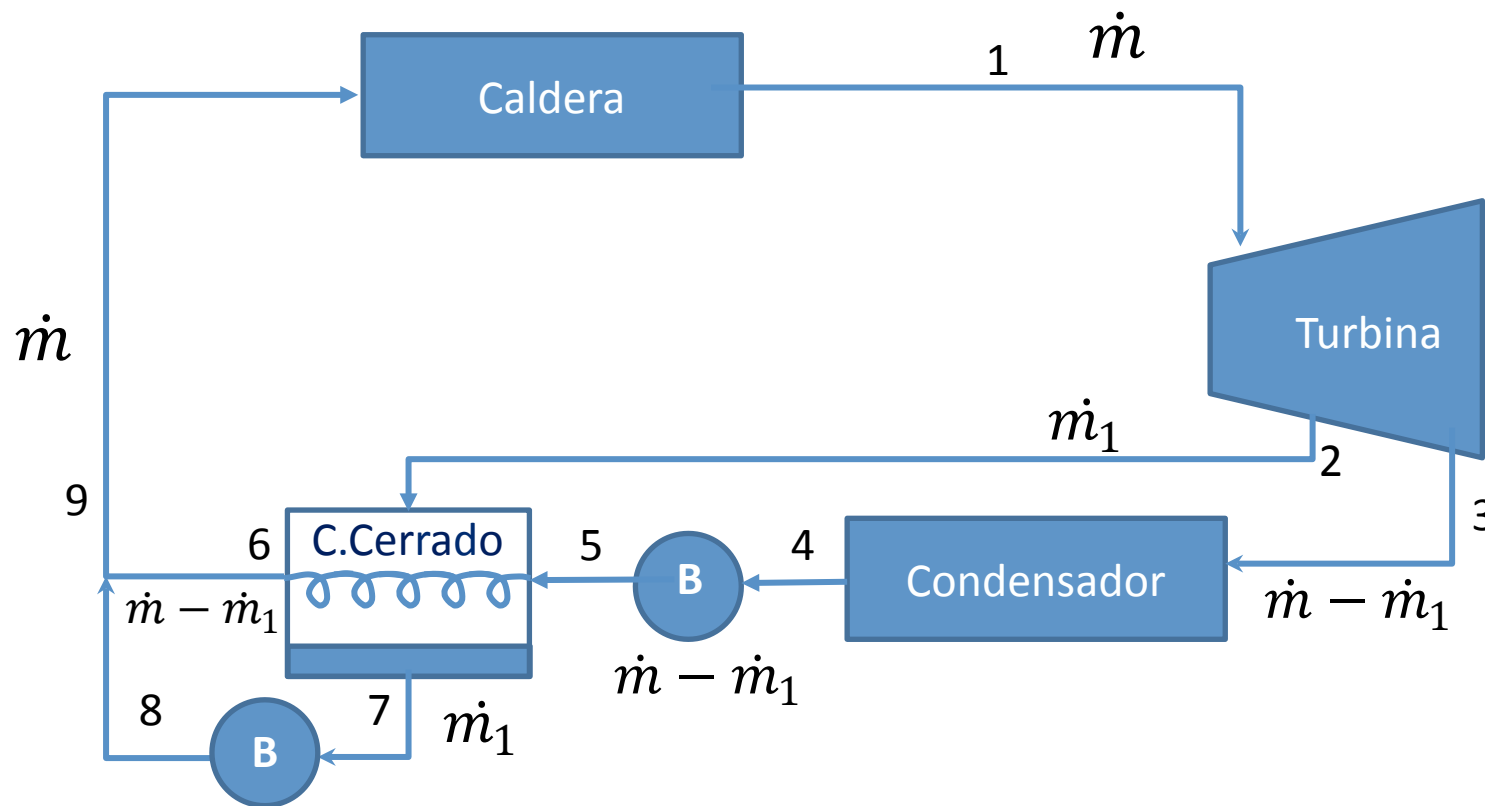 1
ṁ
Caldera
ṁ
Turbina
ṁ₁
2
3
9
6
C.Cerrado
5
B
4
Condensador
ṁ − ṁ₁
ṁ − ṁ₁
ṁ − ṁ₁
8
7
ṁ₁
B